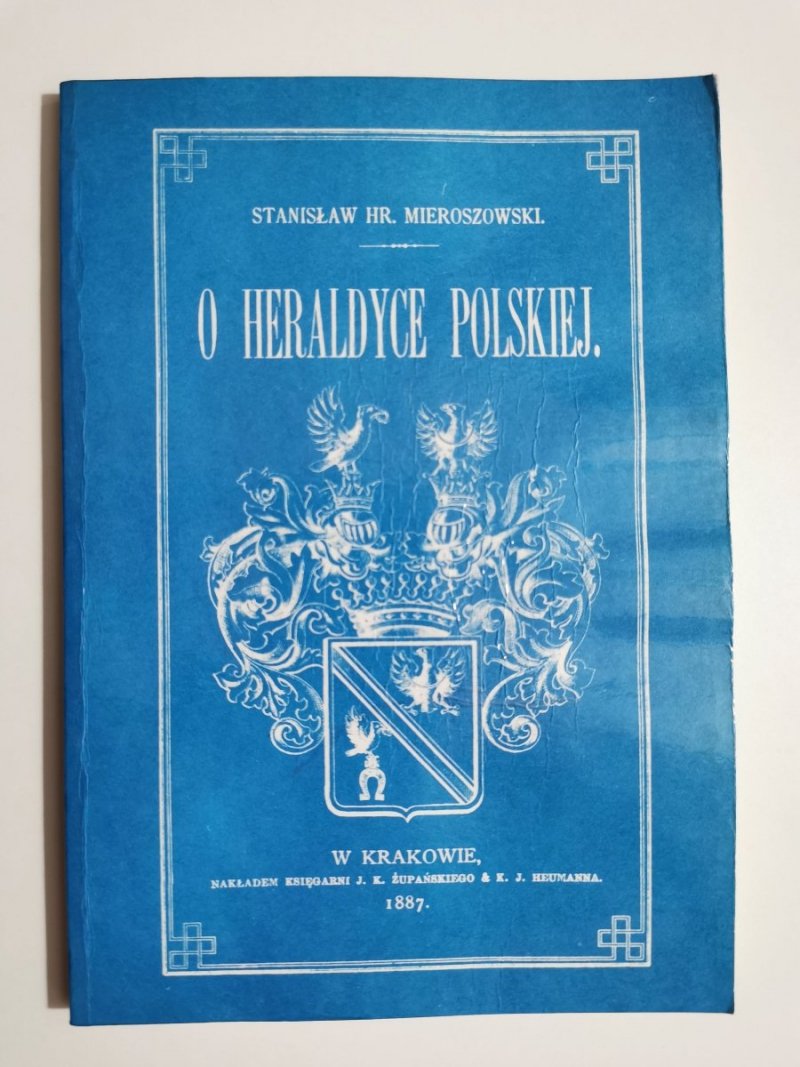 STANISŁAW HR. MIEROSZOWSKI.
O HERALDYCE POLSKIEJ.
W KRAKOWIE,
NAKŁADEM KSIĘGARNI J. K. ŻUPAŃSKIEGO & K. J. HEUMANNA.
1887.